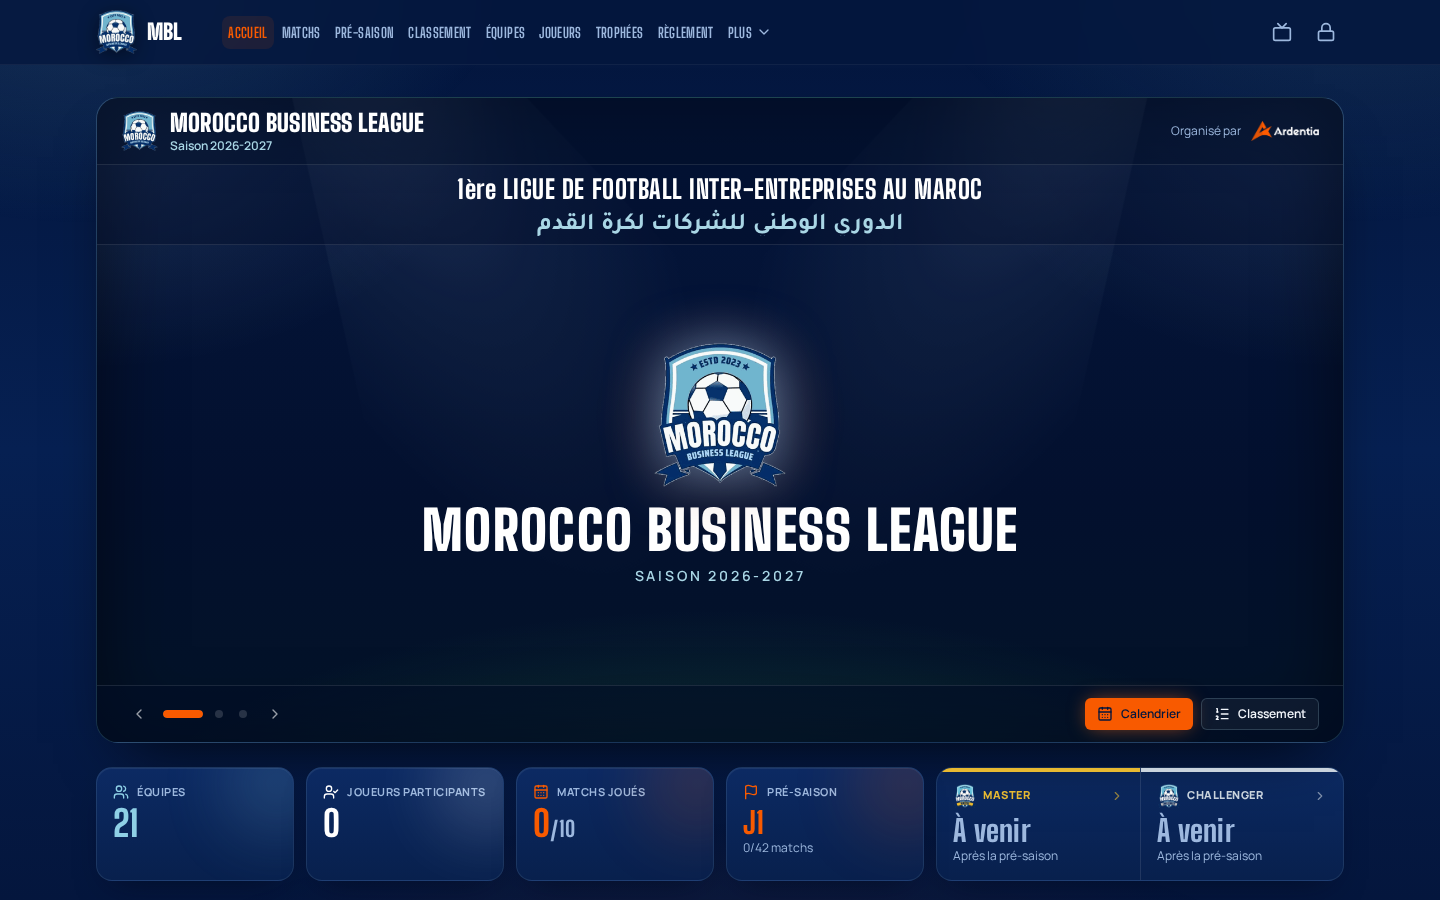 MOROCCO
MBL
ACCUEIL
MATCHS
PRÉ-SAISON
CLASSEMENT
ÉQUIPES
JOUEURS
TROPHÉES
RÈGLEMENT
PLUS
MOROCCO
MOROCCO BUSINESS LEAGUE
Saison 2026-2027
Organisé par
Ardentia
1ère LIGUE DE FOOTBALL INTER-ENTREPRISES AU MAROC
الدورى الوطنى للشركات لكرة القدم
ESTD 2023
MOROCCO
BUSINESS LEAGUE
MOROCCO BUSINESS LEAGUE
SAISON 2026-2027
Calendrier
Classement
ÉQUIPES
21
JOUEURS PARTICIPANTS
0
MATCHS JOUÉS
0/10
PRÉ-SAISON
J1
0/42 matchs
MASTER
À venir
Après la pré-saison
CHALLENGER
À venir
Après la pré-saison